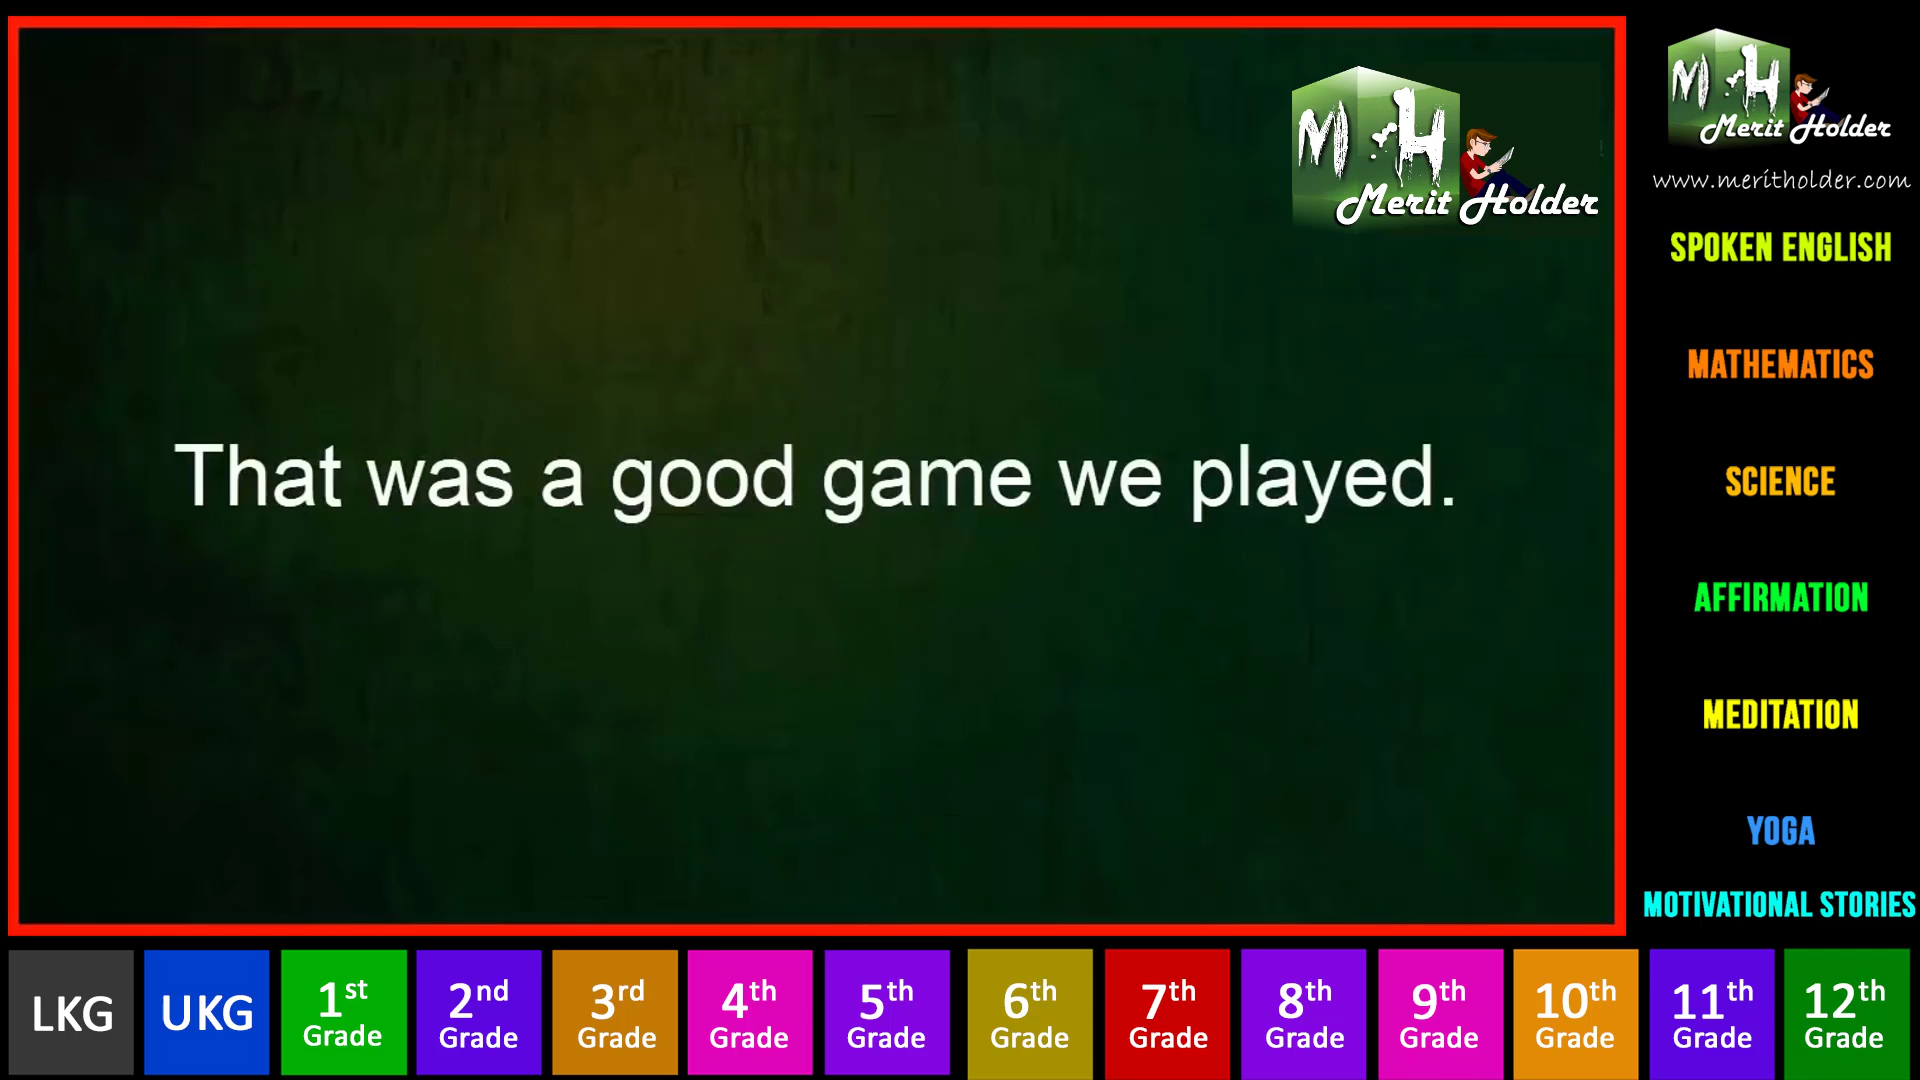 M H
Merit Holder
M H
Merit Holder
www.meritholder.com
SPOKEN ENGLISH
MATHEMATICS
SCIENCE
AFFIRMATION
MEDITATION
YOGA
MOTIVATIONAL STORIES
That was a good game we played.
LKG
UKG
1st
Grade
2nd
Grade
3rd
Grade
4th
Grade
5th
Grade
6th
Grade
7th
Grade
8th
Grade
9th
Grade
10th
Grade
11th
Grade
12th
Grade